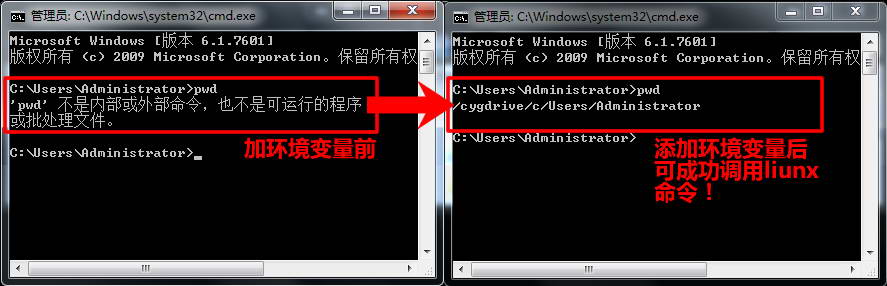 管理员: C:\Windows\system32\cmd.exe
Microsoft Windows [版本 6.1.7601]
版权所有 (c) 2009 Microsoft Corporation。保留所有权
C:\Users\Administrator>pwd
'pwd' 不是内部或外部命令，也不是可运行的程序
或批处理文件。
C:\Users\Administrator>
加环境变量前
管理员: C:\Windows\system32\cmd.exe
Microsoft Windows [版本 6.1.7601]
版权所有 (c) 2009 Microsoft Corporation。保留所有权
C:\Users\Administrator>pwd
/cygdrive/c/Users/Administrator
C:\Users\Administrator>
添加环境变量后
可成功调用liunx
命令！